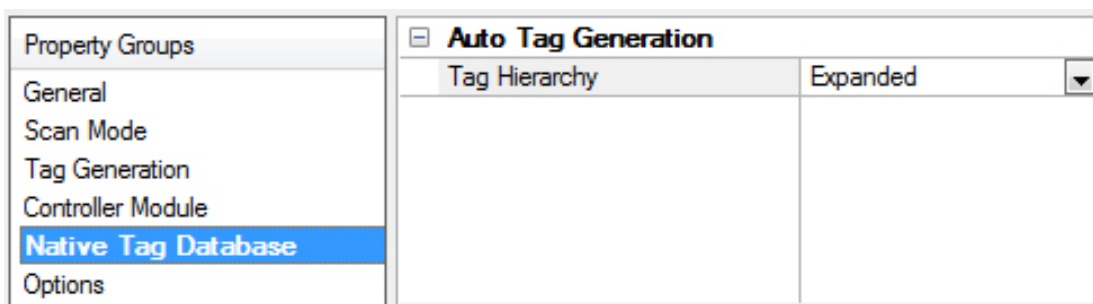 Property Groups
General
Scan Mode
Tag Generation
Controller Module
Native Tag Database
Options
Auto Tag Generation
Tag Hierarchy Expanded